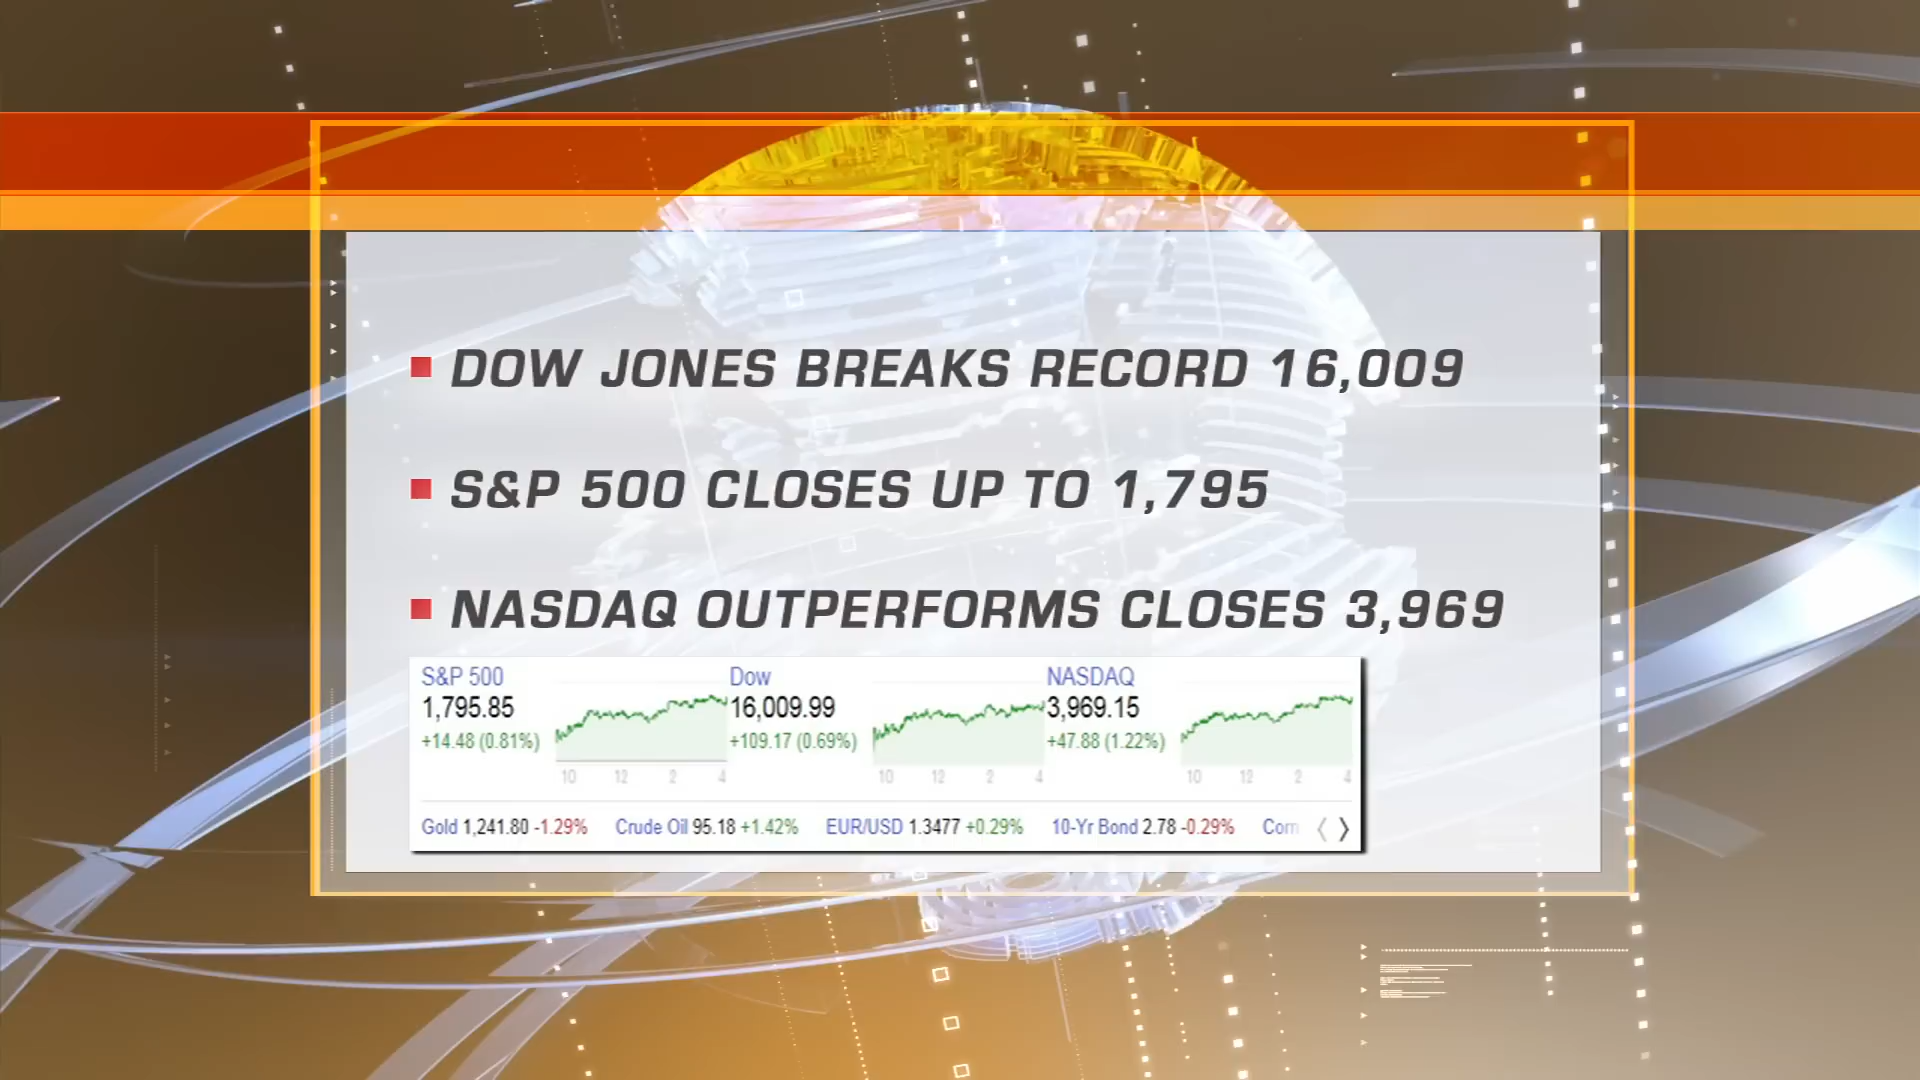 DOW JONES BREAKS RECORD 16,009
S&P 500 CLOSES UP TO 1,795
NASDAQ OUTPERFORMS CLOSES 3,969
S&P 500 Dow NASDAQ
1,795.85 16,009.99 3,969.15
+14.48 (0.81%) +109.17 (0.69%) +47.88 (1.22%)
10 12 2 4 10 12 2 4 10 12 2 4
Gold 1,241.80 -1.29% Crude Oil 95.18 +1.42% EUR/USD 1.3477 +0.29% 10-Yr Bond 2.78 -0.29%